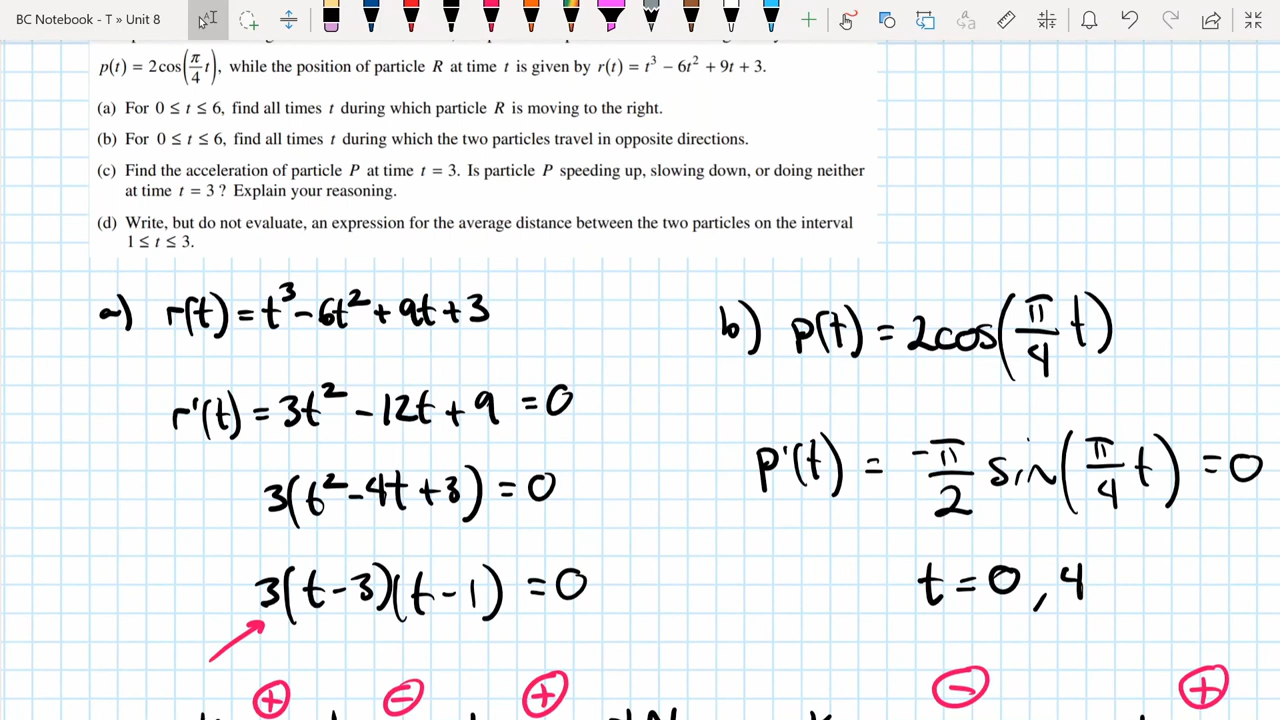 BC Notebook - T » Unit 8
p(t) = 2cos(π/4 t), while the position of particle R at time t is given by r(t) = t³ − 6t² + 9t + 3.
(a) For 0 ≤ t ≤ 6, find all times t during which particle R is moving to the right.
(b) For 0 ≤ t ≤ 6, find all times t during which the two particles travel in opposite directions.
(c) Find the acceleration of particle P at time t = 3. Is particle P speeding up, slowing down, or doing neither
at time t = 3 ? Explain your reasoning.
(d) Write, but do not evaluate, an expression for the average distance between the two particles on the interval
1 ≤ t ≤ 3.
a) r(t) = t³ - 6t² + 9t + 3
r'(t) = 3t² - 12t + 9 = 0
3(t² - 4t + 3) = 0
3(t - 3)(t - 1) = 0
+ - +
b) p(t) = 2cos(π/4 t)
p'(t) = -π/2 sin(π/4 t) = 0
t = 0, 4
- +